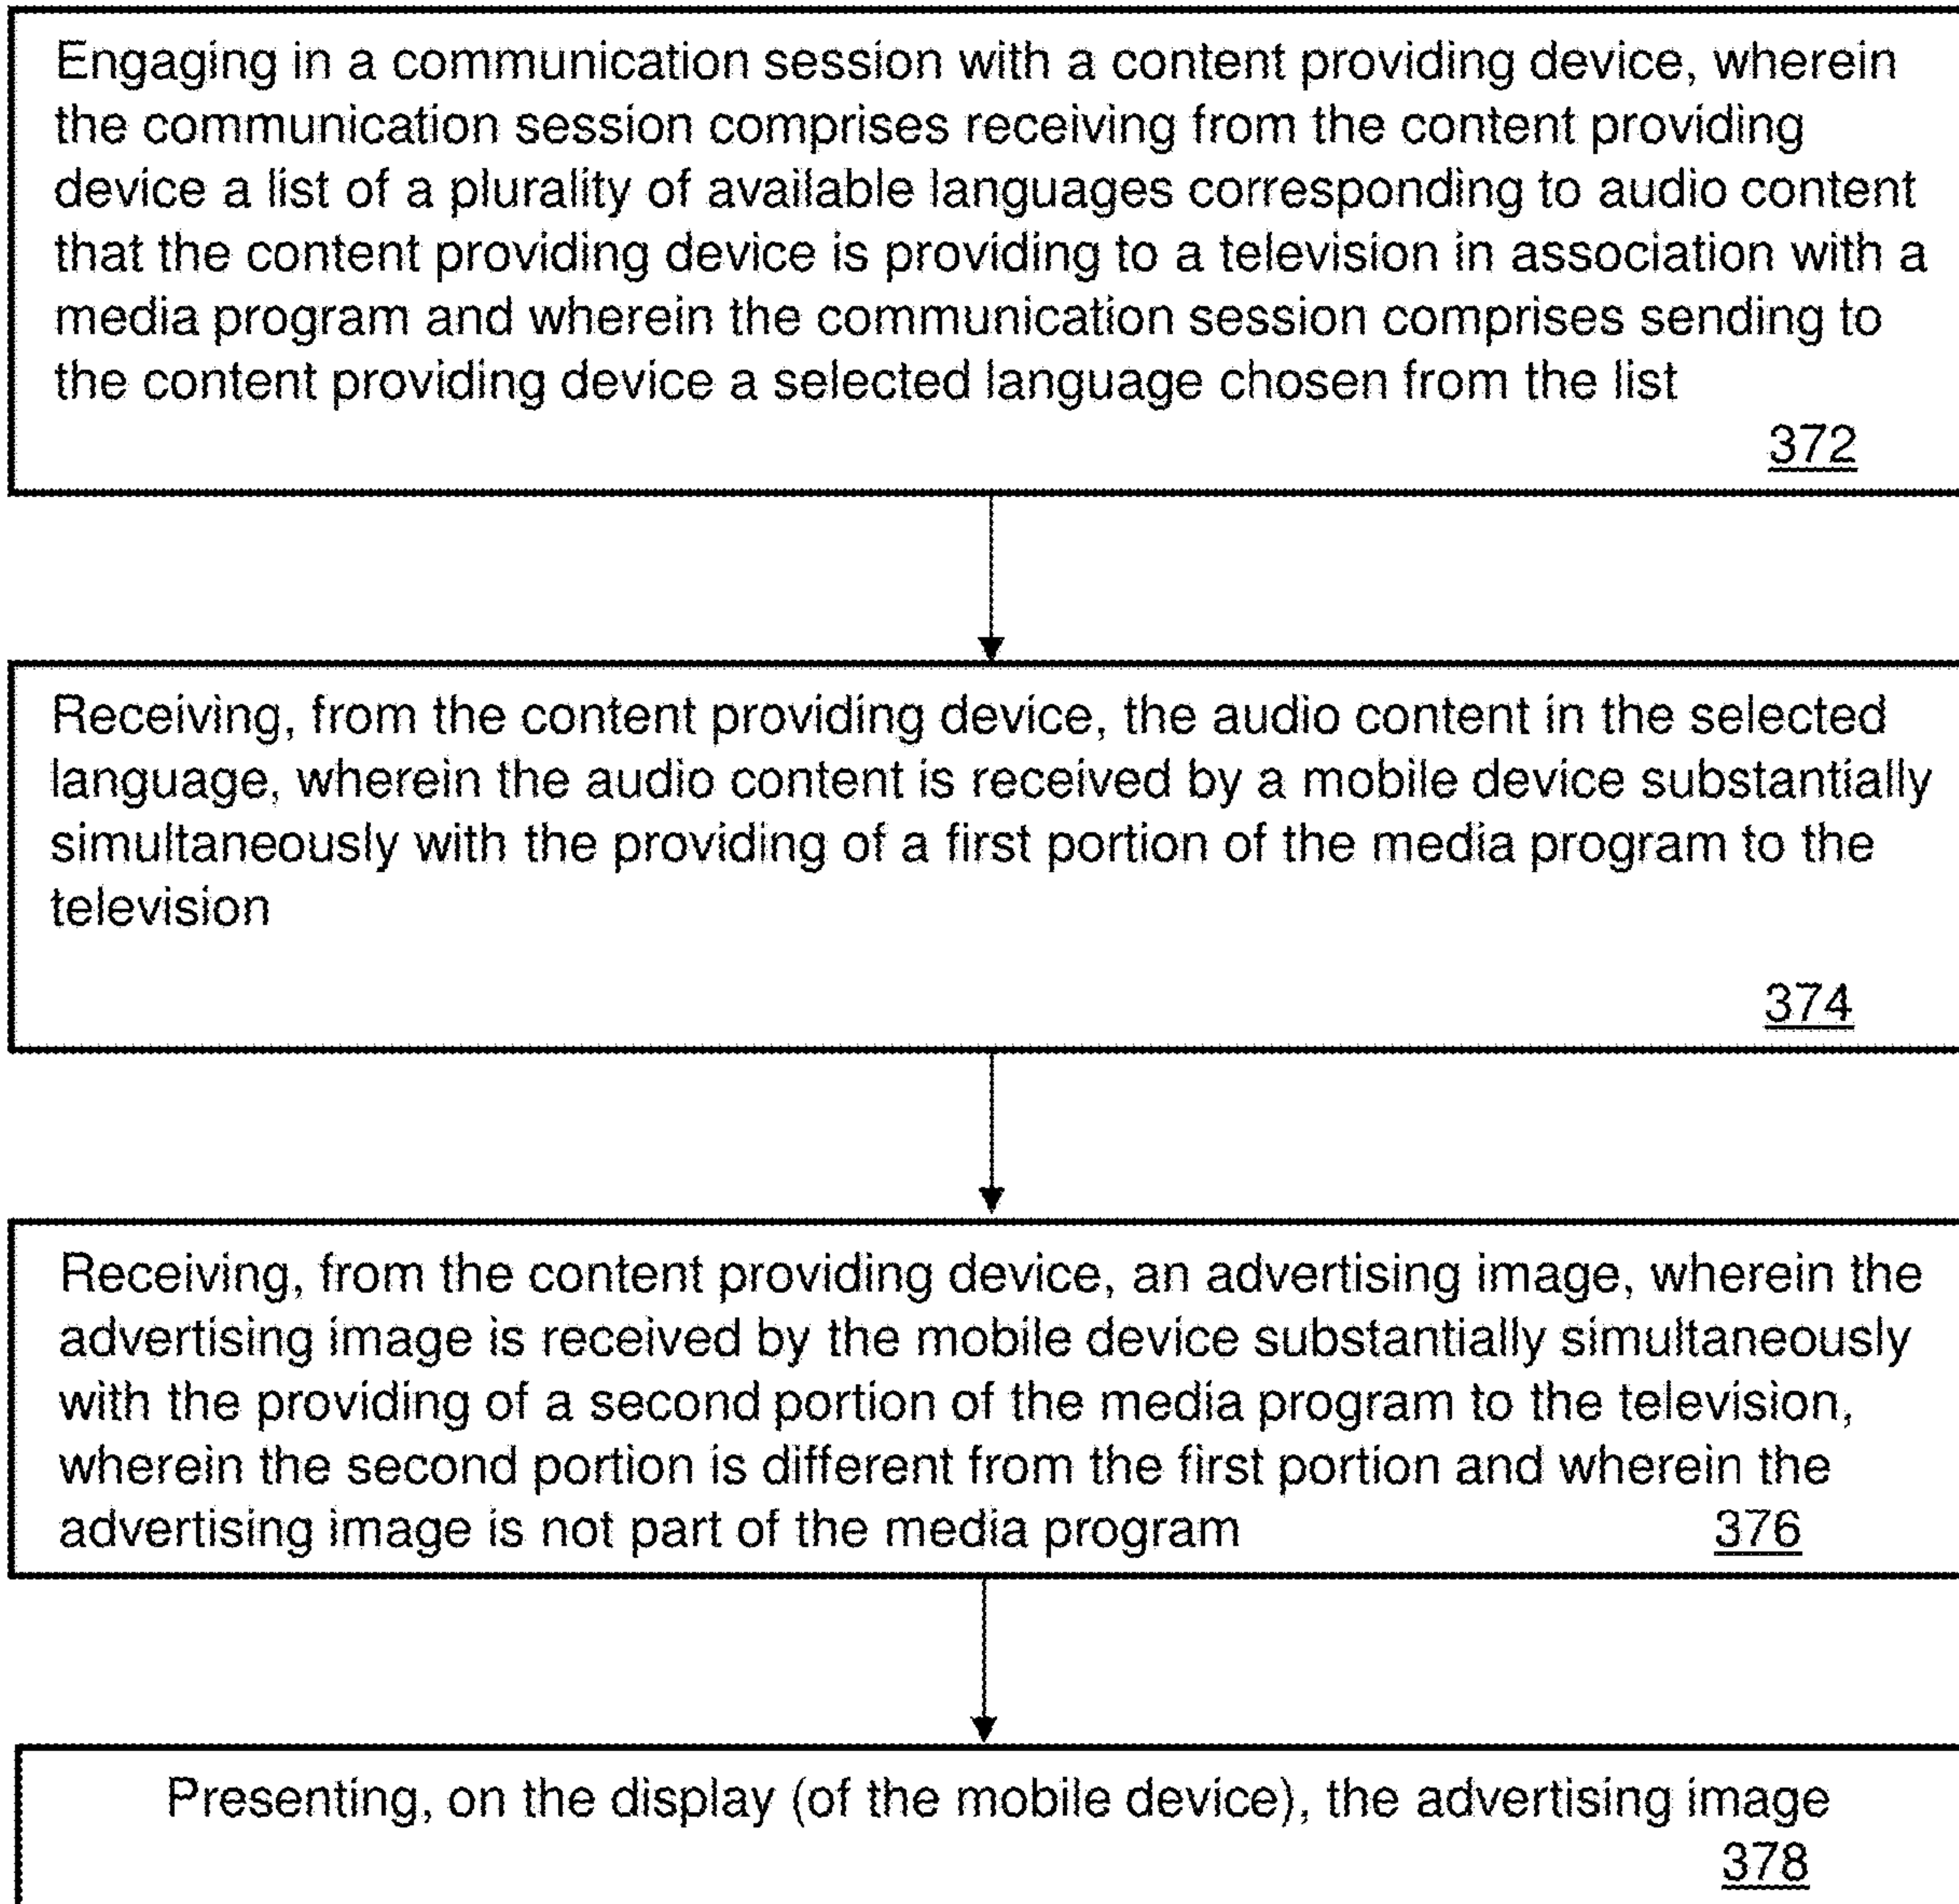 Engaging in a communication session with a content providing device, wherein
the communication session comprises receiving from the content providing
device a list of a plurality of available languages corresponding to audio content
that the content providing device is providing to a television in association with a
media program and wherein the communication session comprises sending to
the content providing device a selected language chosen from the list
372
Receiving, from the content providing device, the audio content in the selected
language, wherein the audio content is received by a mobile device substantially
simultaneously with the providing of a first portion of the media program to the
television
374
Receiving, from the content providing device, an advertising image, wherein the
advertising image is received by the mobile device substantially simultaneously
with the providing of a second portion of the media program to the television,
wherein the second portion is different from the first portion and wherein the
advertising image is not part of the media program 376
Presenting, on the display (of the mobile device), the advertising image
378